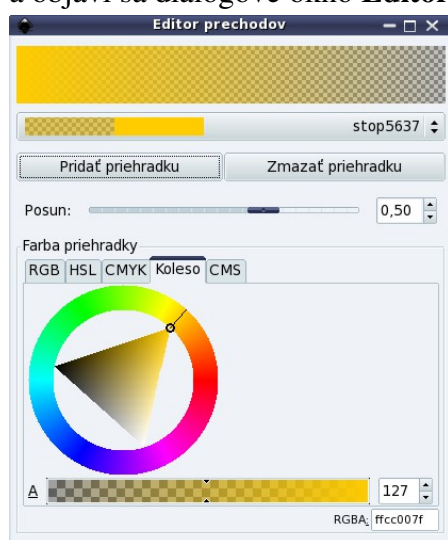 a objaví sa dialógové okno Editor
Editor prechodov
stop5637
Pridať priehradku Zmazať priehradku
Posun: 0,50
Farba priehradky
RGB HSL CMYK Koleso CMS
A 127
RGBA: ffcc007f